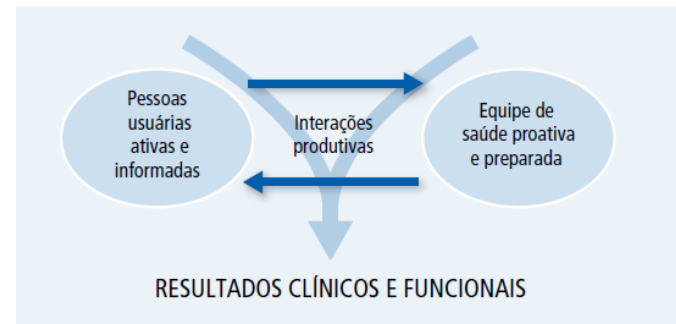 Pessoas
usuárias
ativas e
informadas
Interações
produtivas
Equipe de
saúde proativa
e preparada
RESULTADOS CLÍNICOS E FUNCIONAIS